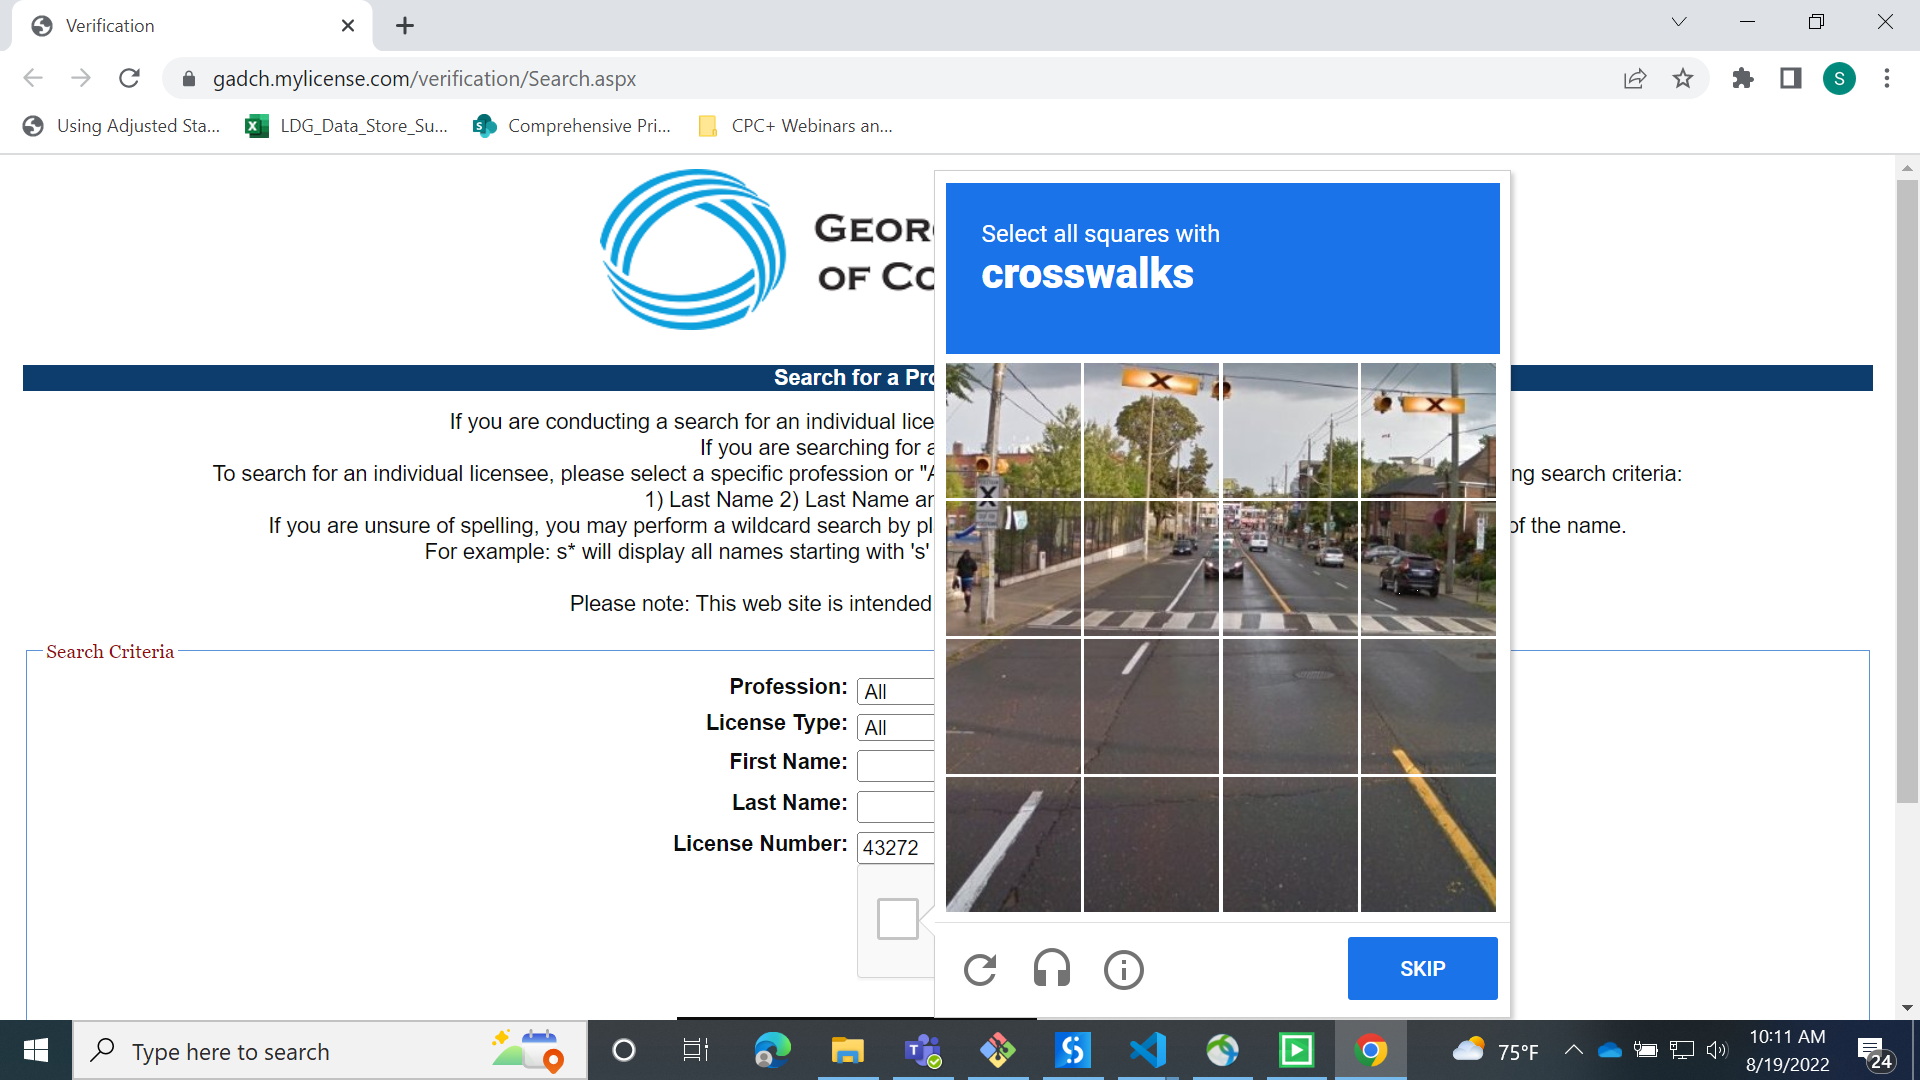 Verification
gadch.mylicense.com/verification/Search.aspx
S
Using Adjusted Sta...
LDG_Data_Store_Su...
Comprehensive Pri...
CPC+ Webinars an...
GEOR
OF CO
Select all squares with
crosswalks
Search for a Pro
If you are conducting a search for an individual lice
If you are searching for a
To search for an individual licensee, please select a specific profession or "A
ng search criteria:
1) Last Name 2) Last Name an
If you are unsure of spelling, you may perform a wildcard search by pl
of the name.
For example: s* will display all names starting with 's'
Please note: This web site is intended
Search Criteria
Profession: All
License Type: All
First Name:
Last Name:
License Number: 43272
SKIP
Type here to search
75°F
10:11 AM
8/19/2022
24